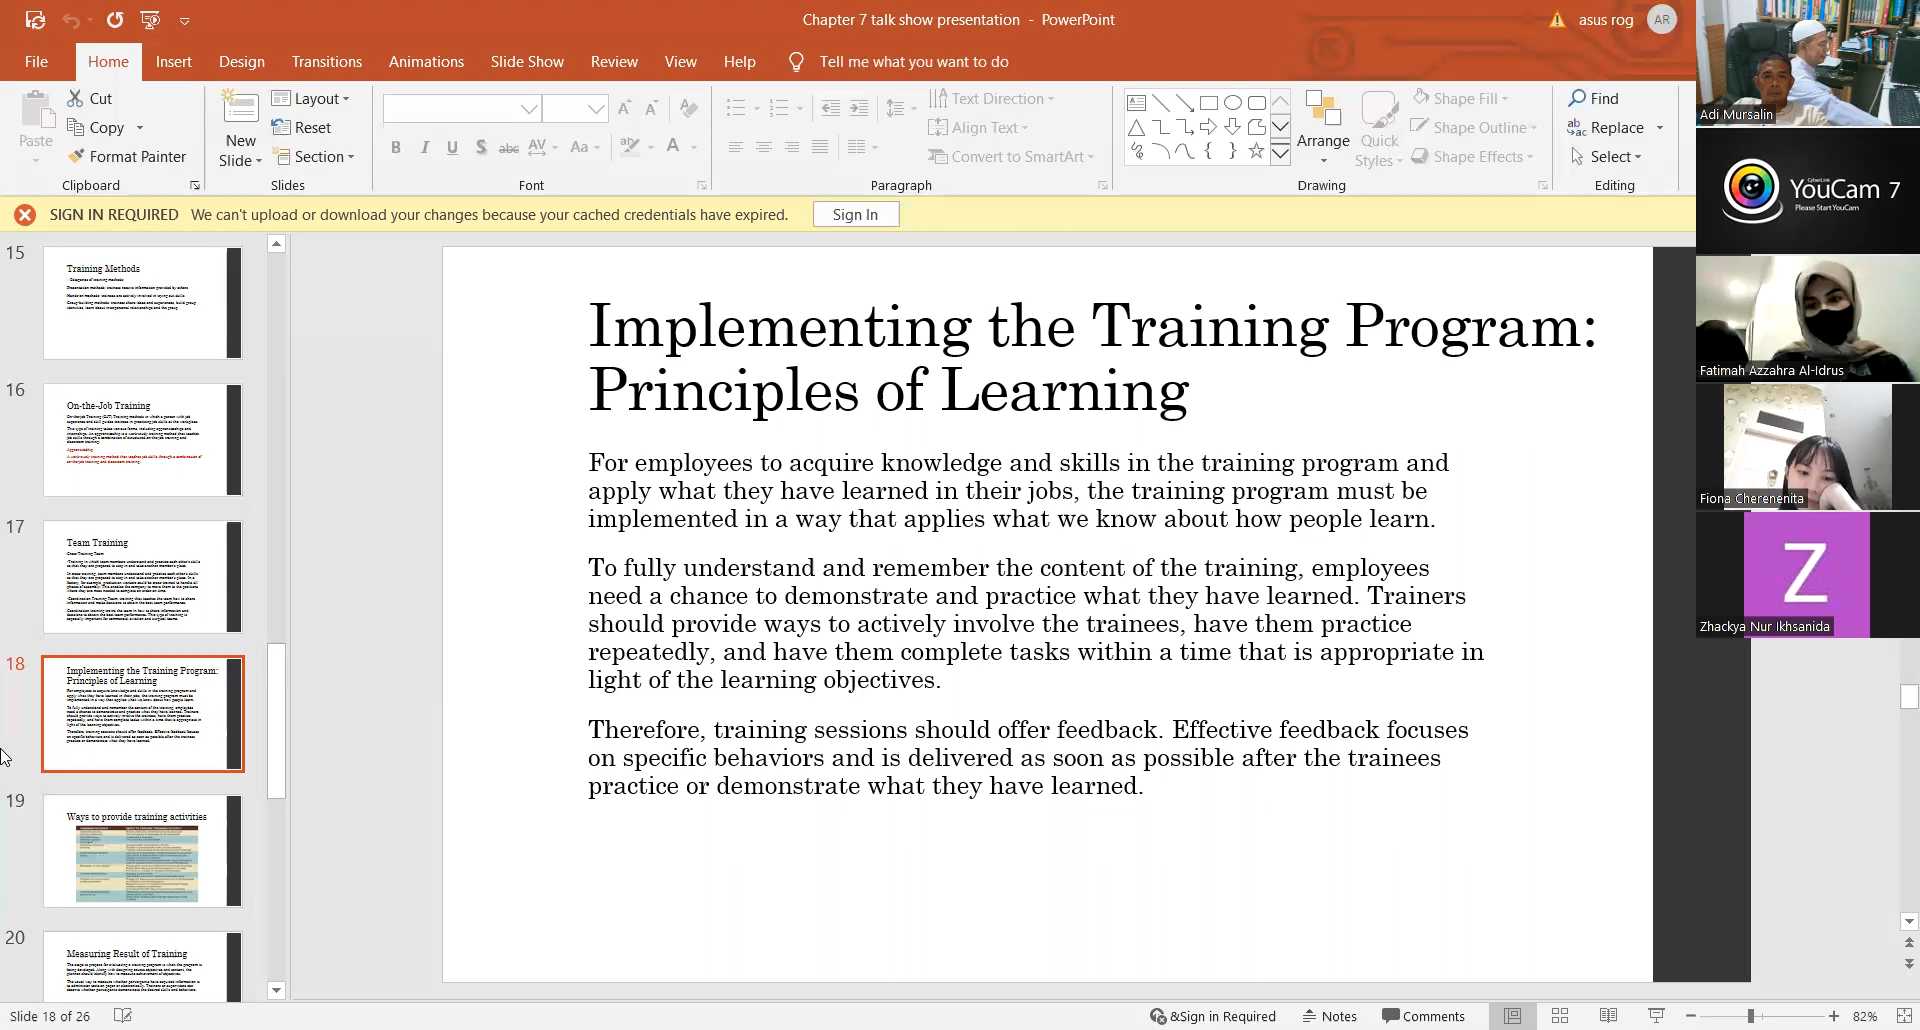 Chapter 7 talk show presentation - PowerPoint
asus rog
AR
File
Home
Insert
Design
Transitions
Animations
Slide Show
Review
View
Help
Tell me what you want to do
Paste
Cut
Copy
Format Painter
Clipboard
New
Slide
Layout
Reset
Section
Slides
Font
Text Direction
Align Text
Convert to SmartArt
Paragraph
Arrange
Quick
Styles
Shape Fill
Shape Outline
Shape Effects
Drawing
Find
Replace
Select
Editing
SIGN IN REQUIRED We can't upload or download your changes because your cached credentials have expired.
Sign In
15
Training Methods
16
On-the-Job Training
17
Team Training
18
Implementing the Training Program:
Principles of Learning
19
Ways to provide training activities
20
Measuring Result of Training
Implementing the Training Program:
Principles of Learning
For employees to acquire knowledge and skills in the training program and
apply what they have learned in their jobs, the training program must be
implemented in a way that applies what we know about how people learn.
To fully understand and remember the content of the training, employees
need a chance to demonstrate and practice what they have learned. Trainers
should provide ways to actively involve the trainees, have them practice
repeatedly, and have them complete tasks within a time that is appropriate in
light of the learning objectives.
Therefore, training sessions should offer feedback. Effective feedback focuses
on specific behaviors and is delivered as soon as possible after the trainees
practice or demonstrate what they have learned.
Adi Mursalin
CyberLink
YouCam 7
Please Start YouCam
Fatimah Azzahra Al-Idrus
Fiona Cherenenita
Z
Zhackya Nur Ikhsanida
Slide 18 of 26
&Sign in Required
Notes
Comments
82%